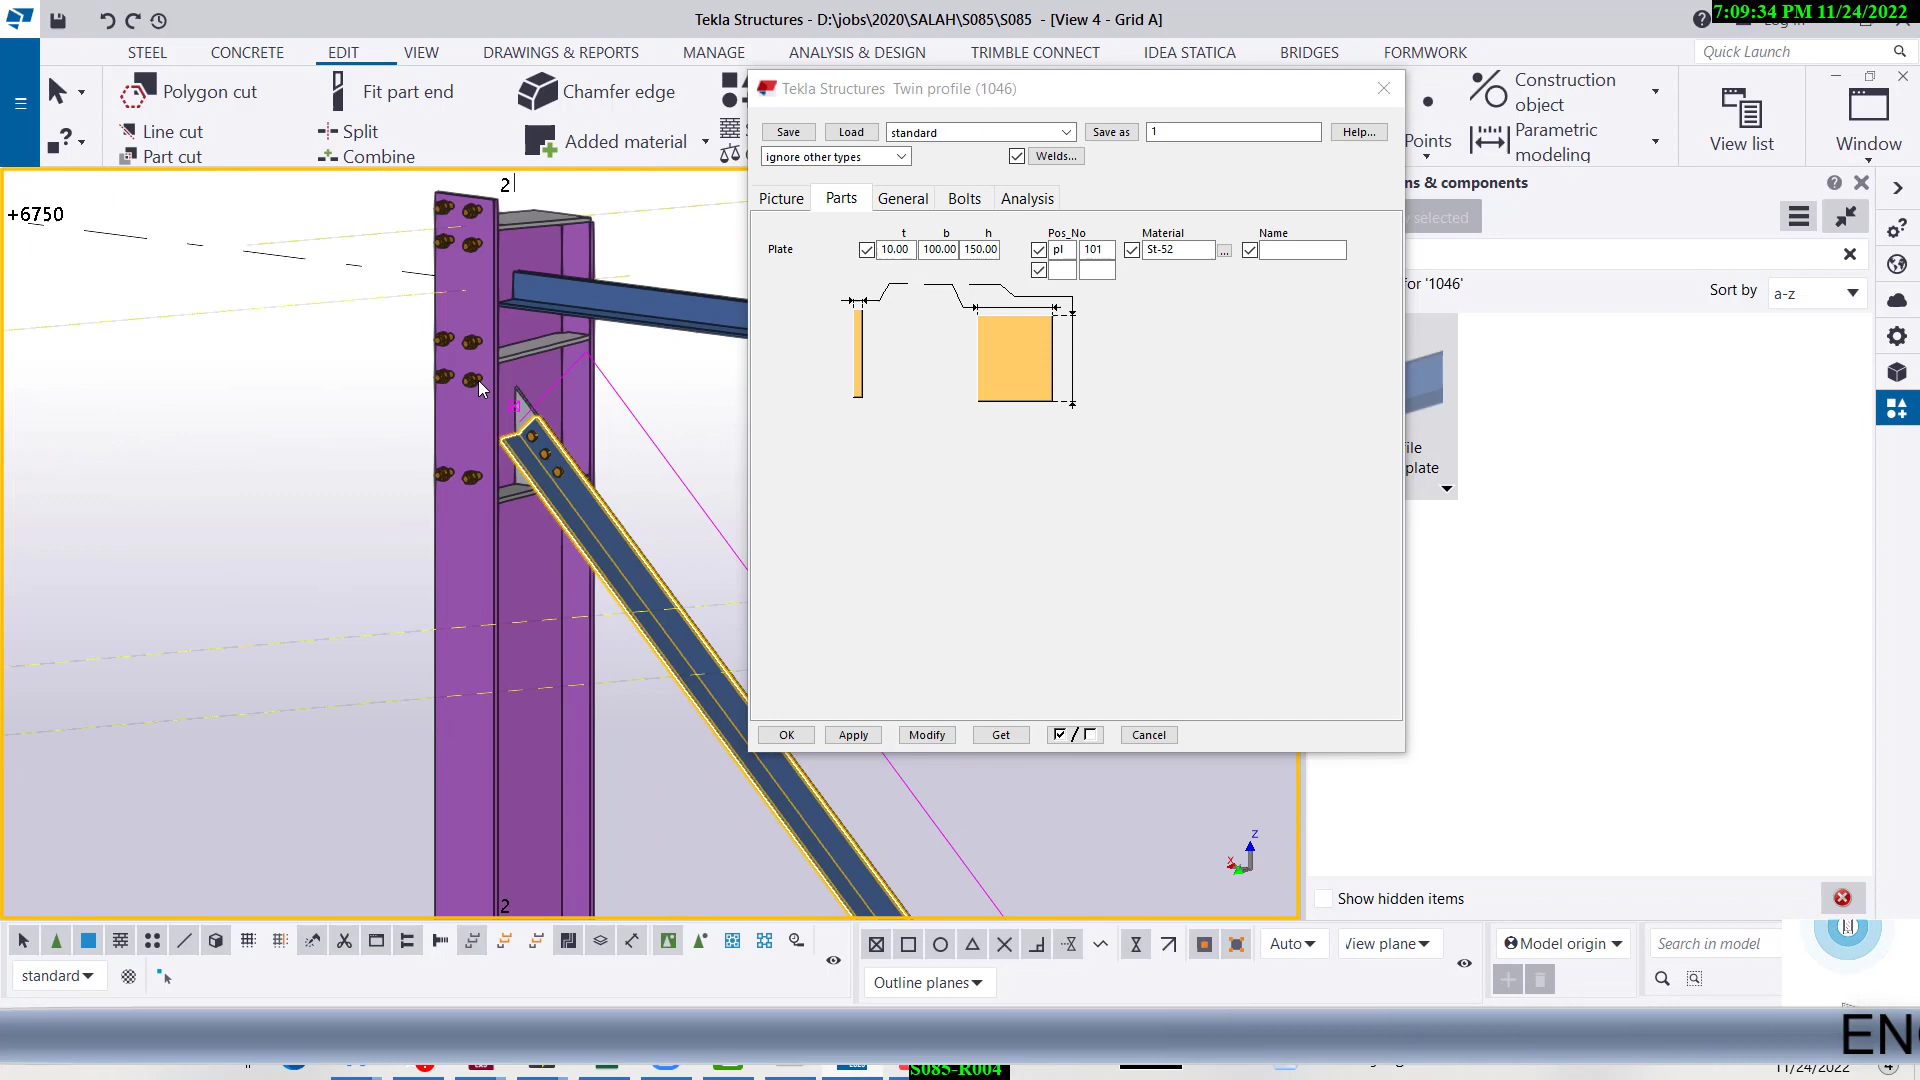 Tekla Structures - D:\jobs\2020\SALAH\S085\S085 - [View 4 - Grid A]
7:09:34 PM 11/24/2022
STEEL CONCRETE EDIT VIEW DRAWINGS & REPORTS MANAGE ANALYSIS & DESIGN TRIMBLE CONNECT IDEA STATICA BRIDGES FORMWORK
Quick Launch
Polygon cut
Fit part end
Chamfer edge
Line cut
Split
Added material
Part cut
Combine
Points
Construction object
Parametric modeling
View list
Window
Tekla Structures Twin profile (1046)
Save Load standard Save as 1 Help...
ignore other types Welds...
Picture Parts General Bolts Analysis
t b h Pos_No Material Name
Plate 10.00 100.00 150.00 pl 101 St-52 ...
OK Apply Modify Get / Cancel
2
+6750
2
Z
X
ns & components
selected
for '1046'
Sort by a-z
plate
Show hidden items
Auto
View plane
Model origin
Search in model
standard
Outline planes
EN
S085-R004
11/24/2022